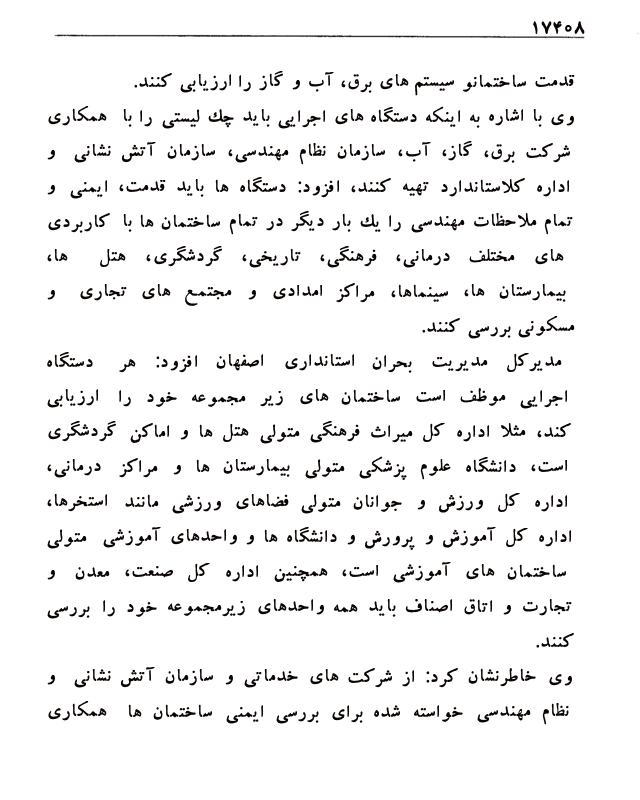 ۱۷۴۰۸
قدمت ساختمانو سیستم های برق، آب و گاز را ارزیابی کنند.
وی با اشاره به اینکه دستگاه های اجرایی باید چك لیستی را با همکاری
شرکت برق، گاز، آب، سازمان نظام مهندسی، سازمان آتش نشانی و
اداره کلاستاندارد تهیه کنند، افزود: دستگاه ها باید قدمت، ایمنی و
تمام ملاحظات مهندسی را یك بار دیگر در تمام ساختمان ها با کاربردی
های مختلف درمانی، فرهنگی، تاریخی، گردشگری، هتل ها،
بیمارستان ها، سینماها، مراکز امدادی و مجتمع های تجاری و
مسکونی بررسی کنند.
مدیرکل مدیریت بحران استانداری اصفهان افزود: هر دستگاه
اجرایی موظف است ساختمان های زیر مجموعه خود را ارزیابی
کند، مثلا اداره کل میراث فرهنگی متولی هتل ها و اماکن گردشگری
است، دانشگاه علوم پزشکی متولی بیمارستان ها و مراکز درمانی،
اداره کل ورزش و جوانان متولی فضاهای ورزشی مانند استخرها،
اداره کل آموزش و پرورش و دانشگاه ها و واحدهای آموزشی متولی
ساختمان های آموزشی است، همچنین اداره کل صنعت، معدن و
تجارت و اتاق اصناف باید همه واحدهای زیرمجموعه خود را بررسی
کنند.
وی خاطرنشان کرد: از شرکت های خدماتی و سازمان آتش نشانی و
نظام مهندسی خواسته شده برای بررسی ایمنی ساختمان ها همکاری